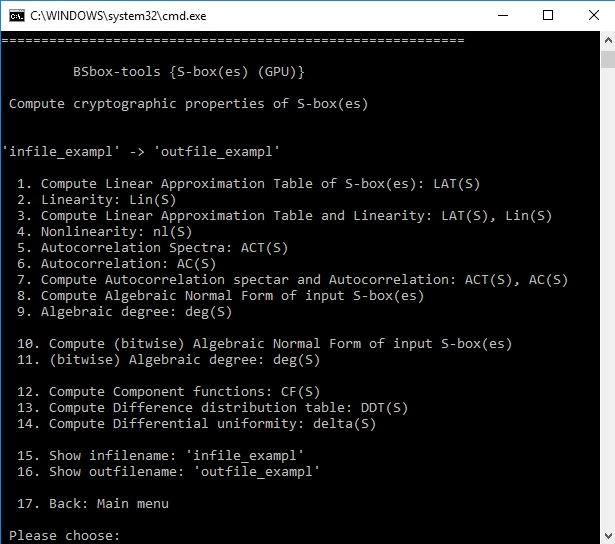 C:\WINDOWS\system32\cmd.exe
==========================================================
BSbox-tools {S-box(es) (GPU)}
Compute cryptographic properties of S-box(es)
'infile_exampl' -> 'outfile_exampl'
1. Compute Linear Approximation Table of S-box(es): LAT(S)
2. Linearity: Lin(S)
3. Compute Linear Approximation Table and Linearity: LAT(S), Lin(S)
4. Nonlinearity: nl(S)
5. Autocorrelation Spectra: ACT(S)
6. Autocorrelation: AC(S)
7. Compute Autocorrelation spectar and Autocorrelation: ACT(S), AC(S)
8. Compute Algebraic Normal Form of input S-box(es)
9. Algebraic degree: deg(S)
10. Compute (bitwise) Algebraic Normal Form of input S-box(es)
11. (bitwise) Algebraic degree: deg(S)
12. Compute Component functions: CF(S)
13. Compute Difference distribution table: DDT(S)
14. Compute Differential uniformity: delta(S)
15. Show infilename: 'infile_exampl'
16. Show outfilename: 'outfile_exampl'
17. Back: Main menu
Please choose: